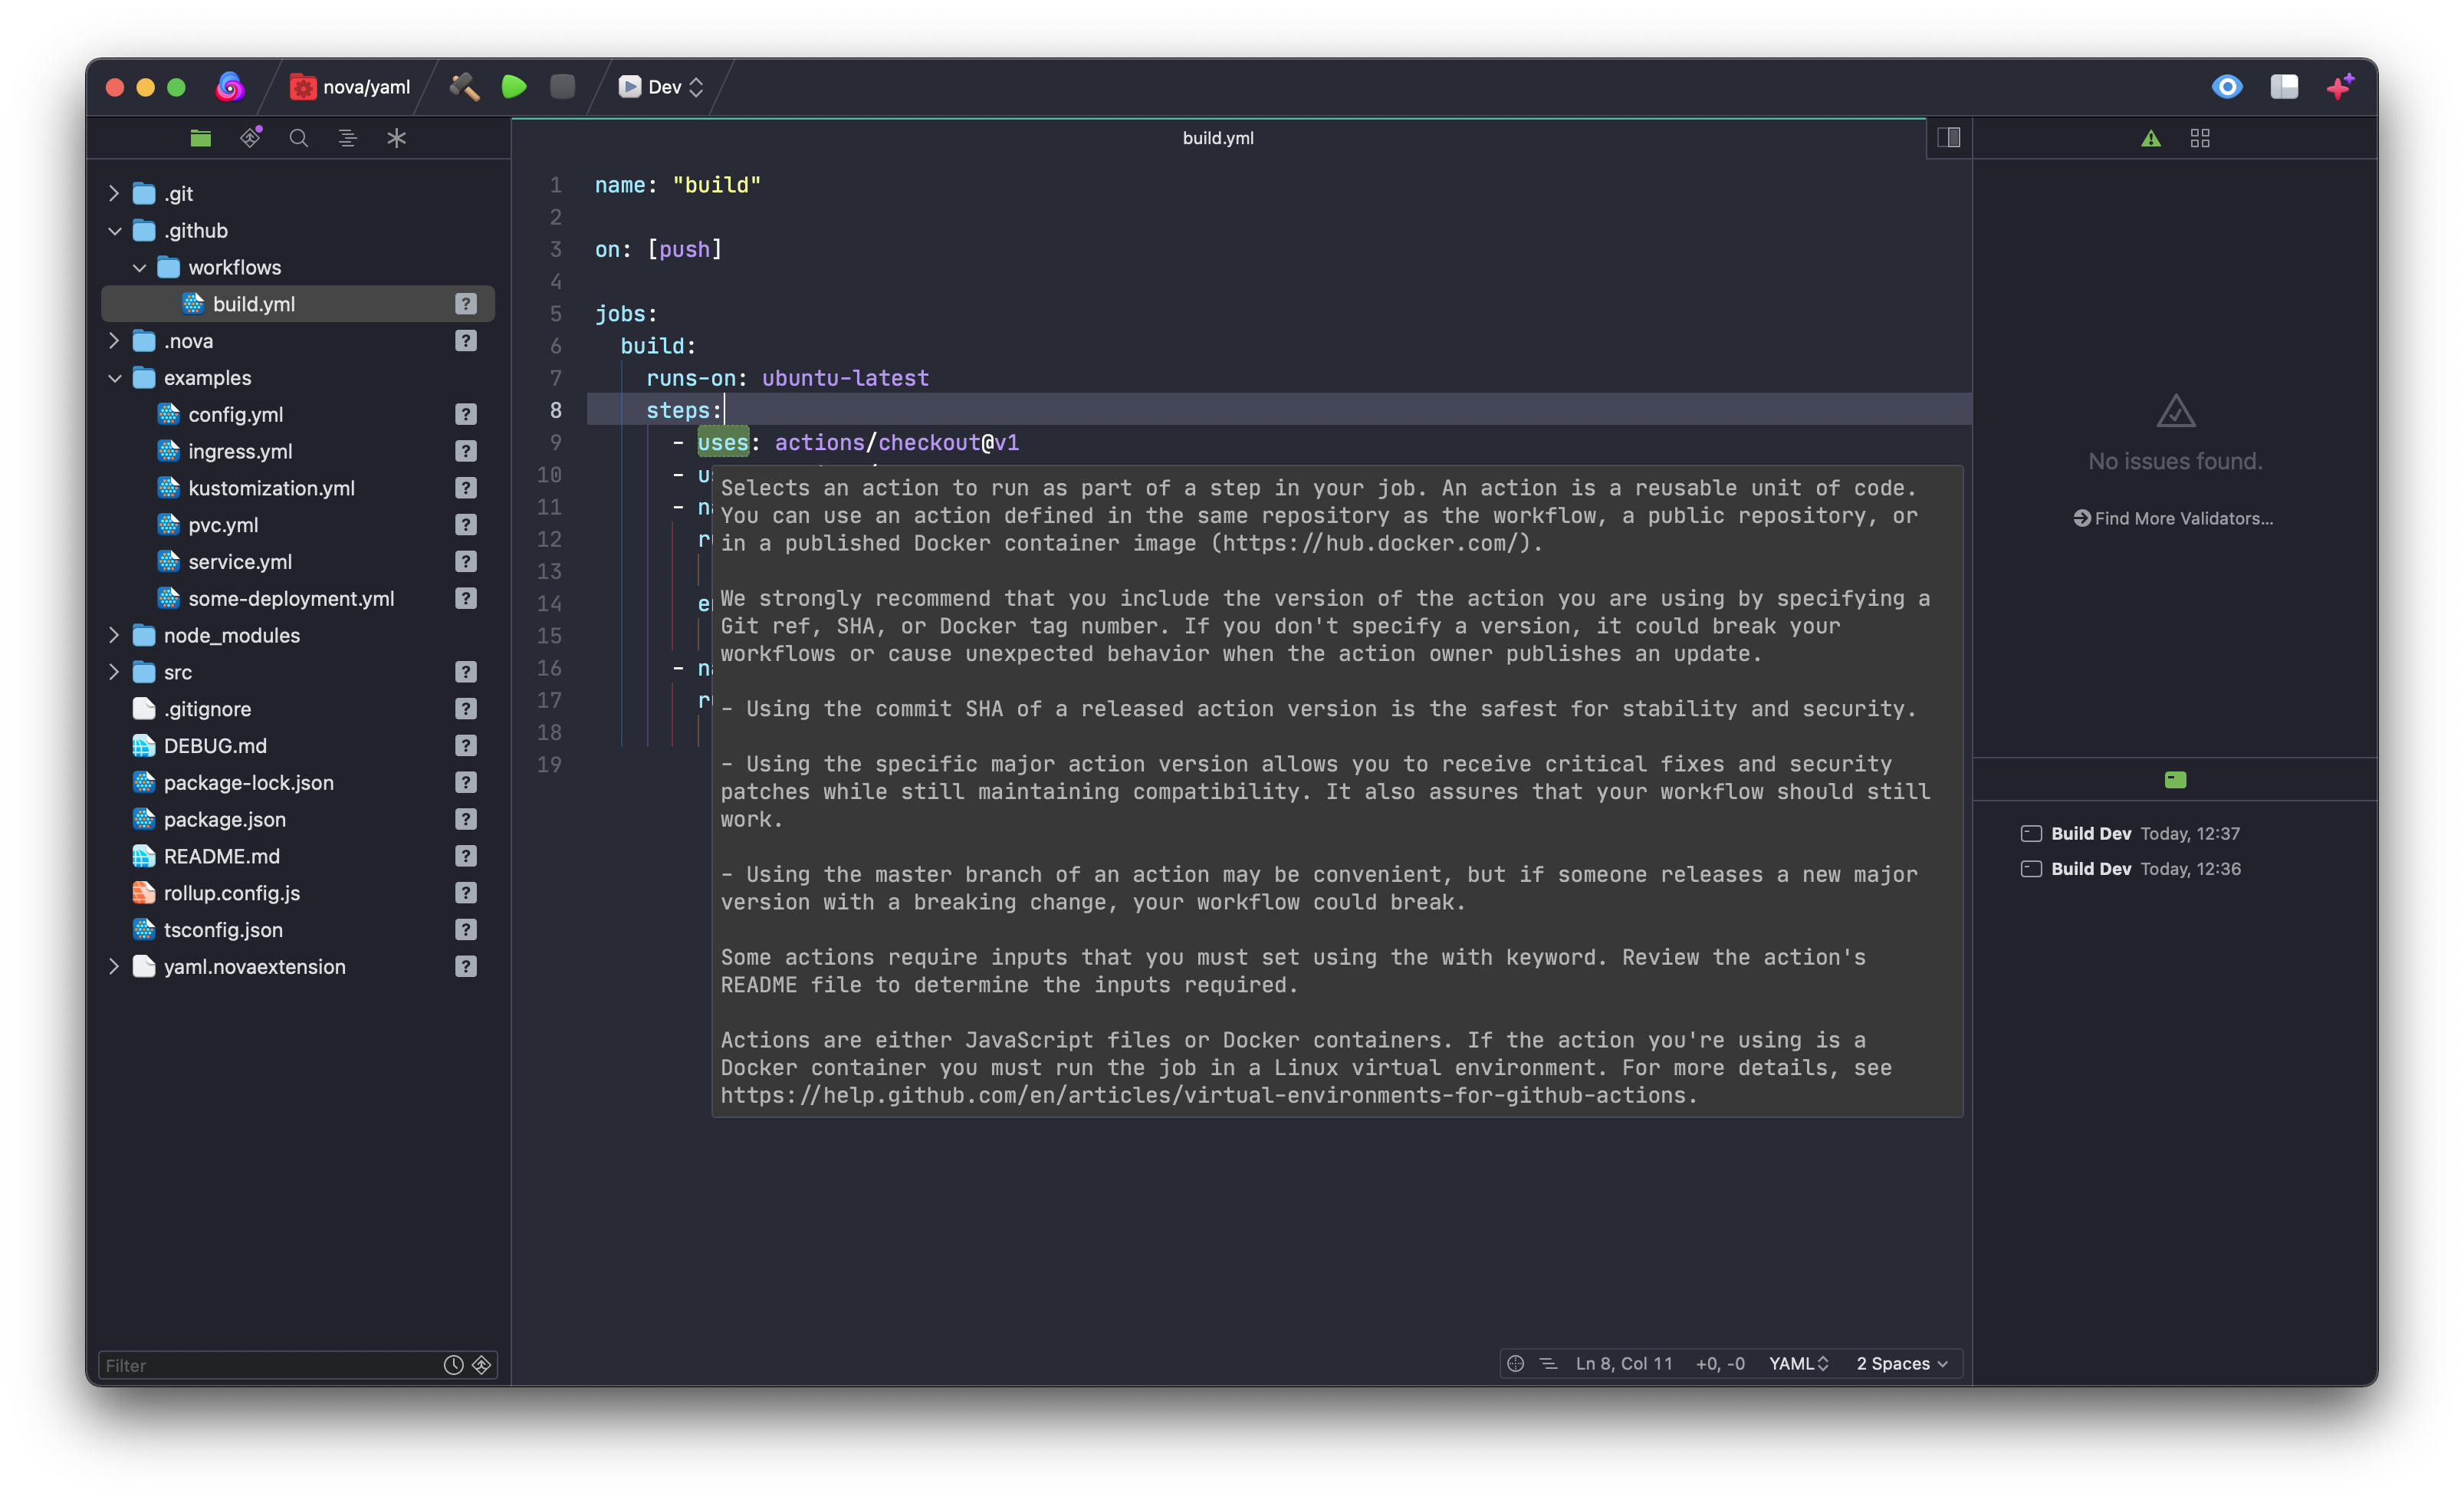 nova/yaml
Dev
build.yml
.git
.github
workflows
build.yml ?
.nova ?
examples
config.yml ?
ingress.yml ?
kustomization.yml ?
pvc.yml ?
service.yml ?
some-deployment.yml ?
node_modules
src ?
.gitignore ?
DEBUG.md ?
package-lock.json ?
package.json ?
README.md ?
rollup.config.js ?
tsconfig.json ?
yaml.novaextension ?
Filter
1 name: "build"
2
3 on: [push]
4
5 jobs:
6 build:
7 runs-on: ubuntu-latest
8 steps:
9 - uses: actions/checkout@v1
10 - u
11 - n
12 r
13
14 e
15
16 - n
17 r
18
19
Selects an action to run as part of a step in your job. An action is a reusable unit of code.
You can use an action defined in the same repository as the workflow, a public repository, or
in a published Docker container image (https://hub.docker.com/).
We strongly recommend that you include the version of the action you are using by specifying a
Git ref, SHA, or Docker tag number. If you don't specify a version, it could break your
workflows or cause unexpected behavior when the action owner publishes an update.
- Using the commit SHA of a released action version is the safest for stability and security.
- Using the specific major action version allows you to receive critical fixes and security
patches while still maintaining compatibility. It also assures that your workflow should still
work.
- Using the master branch of an action may be convenient, but if someone releases a new major
version with a breaking change, your workflow could break.
Some actions require inputs that you must set using the with keyword. Review the action's
README file to determine the inputs required.
Actions are either JavaScript files or Docker containers. If the action you're using is a
Docker container you must run the job in a Linux virtual environment. For more details, see
https://help.github.com/en/articles/virtual-environments-for-github-actions.
Ln 8, Col 11 +0, -0 YAML 2 Spaces
No issues found.
Find More Validators...
Build Dev Today, 12:37
Build Dev Today, 12:36